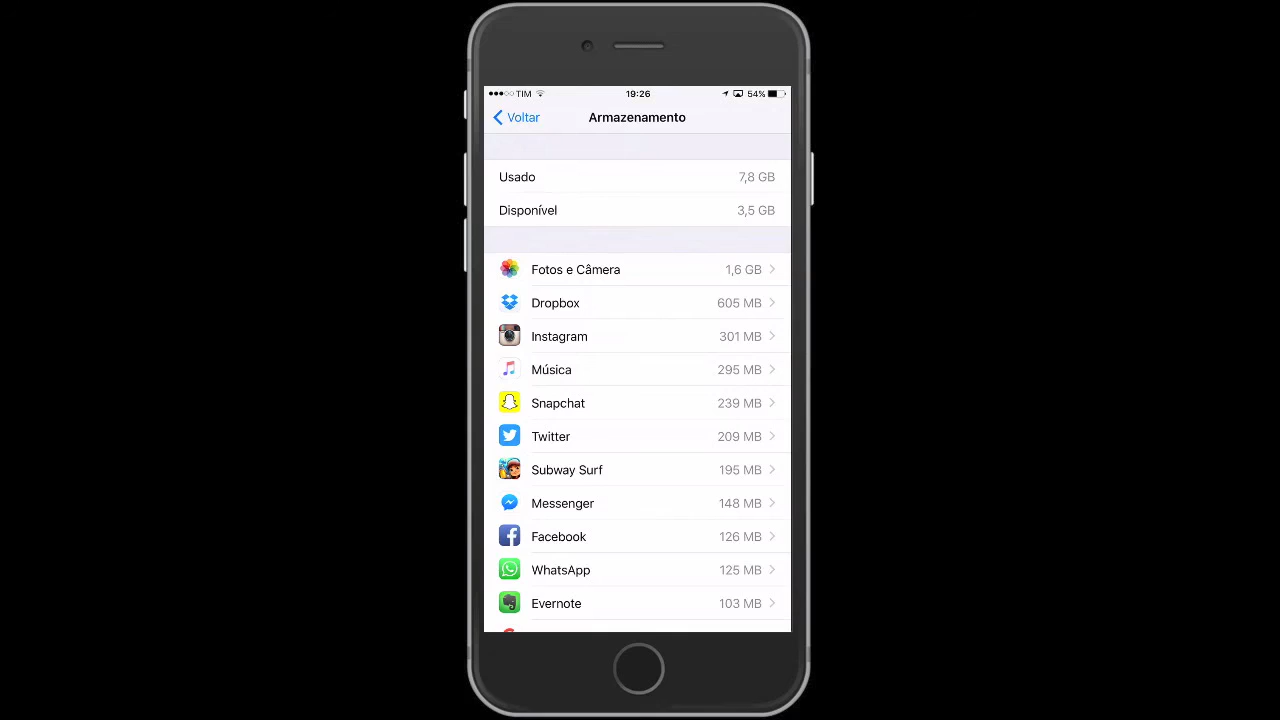 TIM 19:26 54%
Voltar Armazenamento
Usado 7,8 GB
Disponível 3,5 GB
Fotos e Câmera 1,6 GB
Dropbox 605 MB
Instagram 301 MB
Música 295 MB
Snapchat 239 MB
Twitter 209 MB
Subway Surf 195 MB
Messenger 148 MB
Facebook 126 MB
WhatsApp 125 MB
Evernote 103 MB